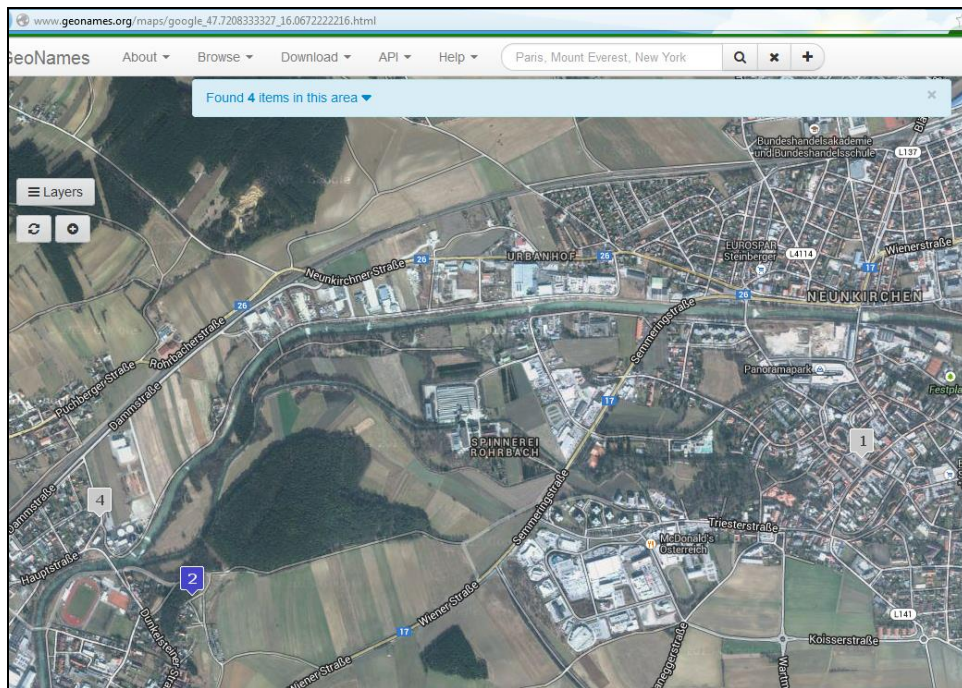 www.geonames.org/maps/google_47.7208333327_16.0672222216.html
GeoNames
About
Browse
Download
API
Help
Paris, Mount Everest, New York
Found 4 items in this area
Layers
Bundeshandelsakademie
und Bundeshandelsschule
L137
Neunkirchner Straße
26
URBANHOF
26
EUROSPAR
Steinberger
L4114
Wienerstraße
17
26
26
NEUNKIRCHEN
Rohrbacherstraße
Semmeringstraße
Puchberger Straße
Panoramapark
Dammstraße
17
1
SPINNEREI
ROHRBACH
4
Dammstraße
Semmeringstraße
Triesterstraße
McDonald's
Österreich
Hauptstraße
2
L141
Wiener Straße
17
Koisserstraße
Wiener Straße